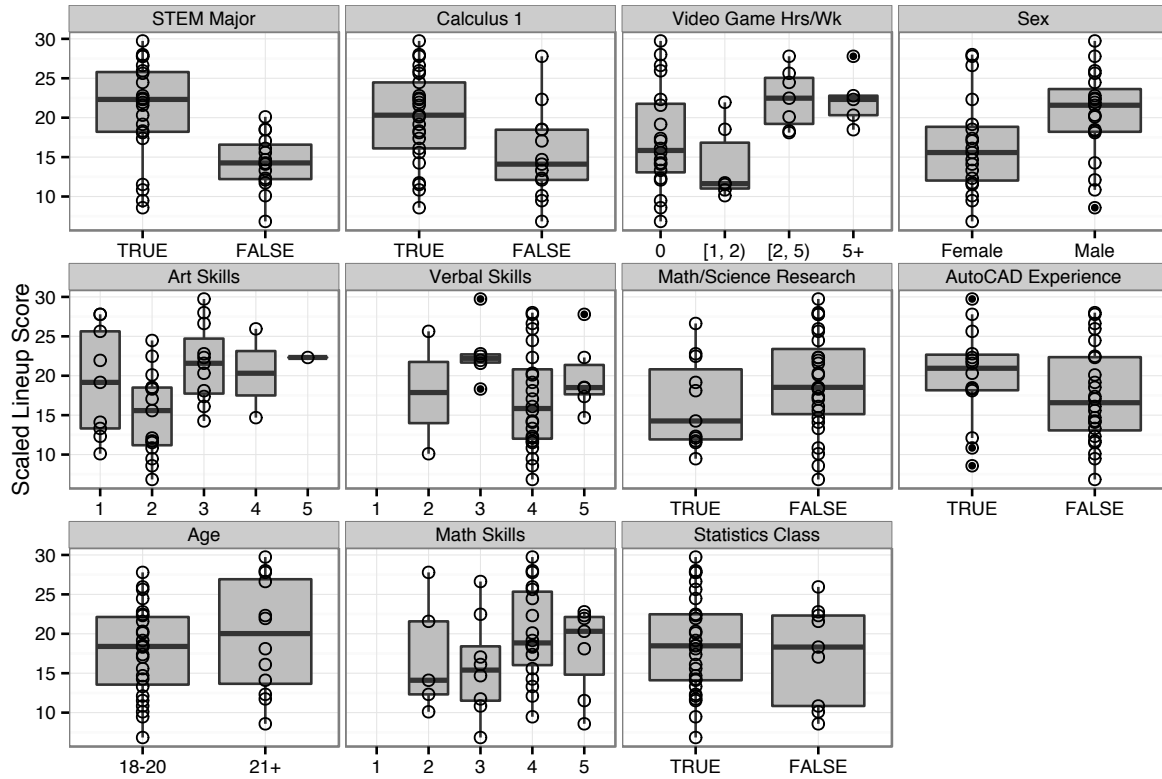 STEM Major Calculus 1 Video Game Hrs/Wk Sex
30
25
20
15
10
TRUE FALSE TRUE FALSE 0 [1, 2) [2, 5) 5+ Female Male
Art Skills Verbal Skills Math/Science Research AutoCAD Experience
30
25
20
15
10
1 2 3 4 5 1 2 3 4 5 TRUE FALSE TRUE FALSE
Scaled Lineup Score
Age Math Skills Statistics Class
30
25
20
15
10
18-20 21+ 1 2 3 4 5 TRUE FALSE